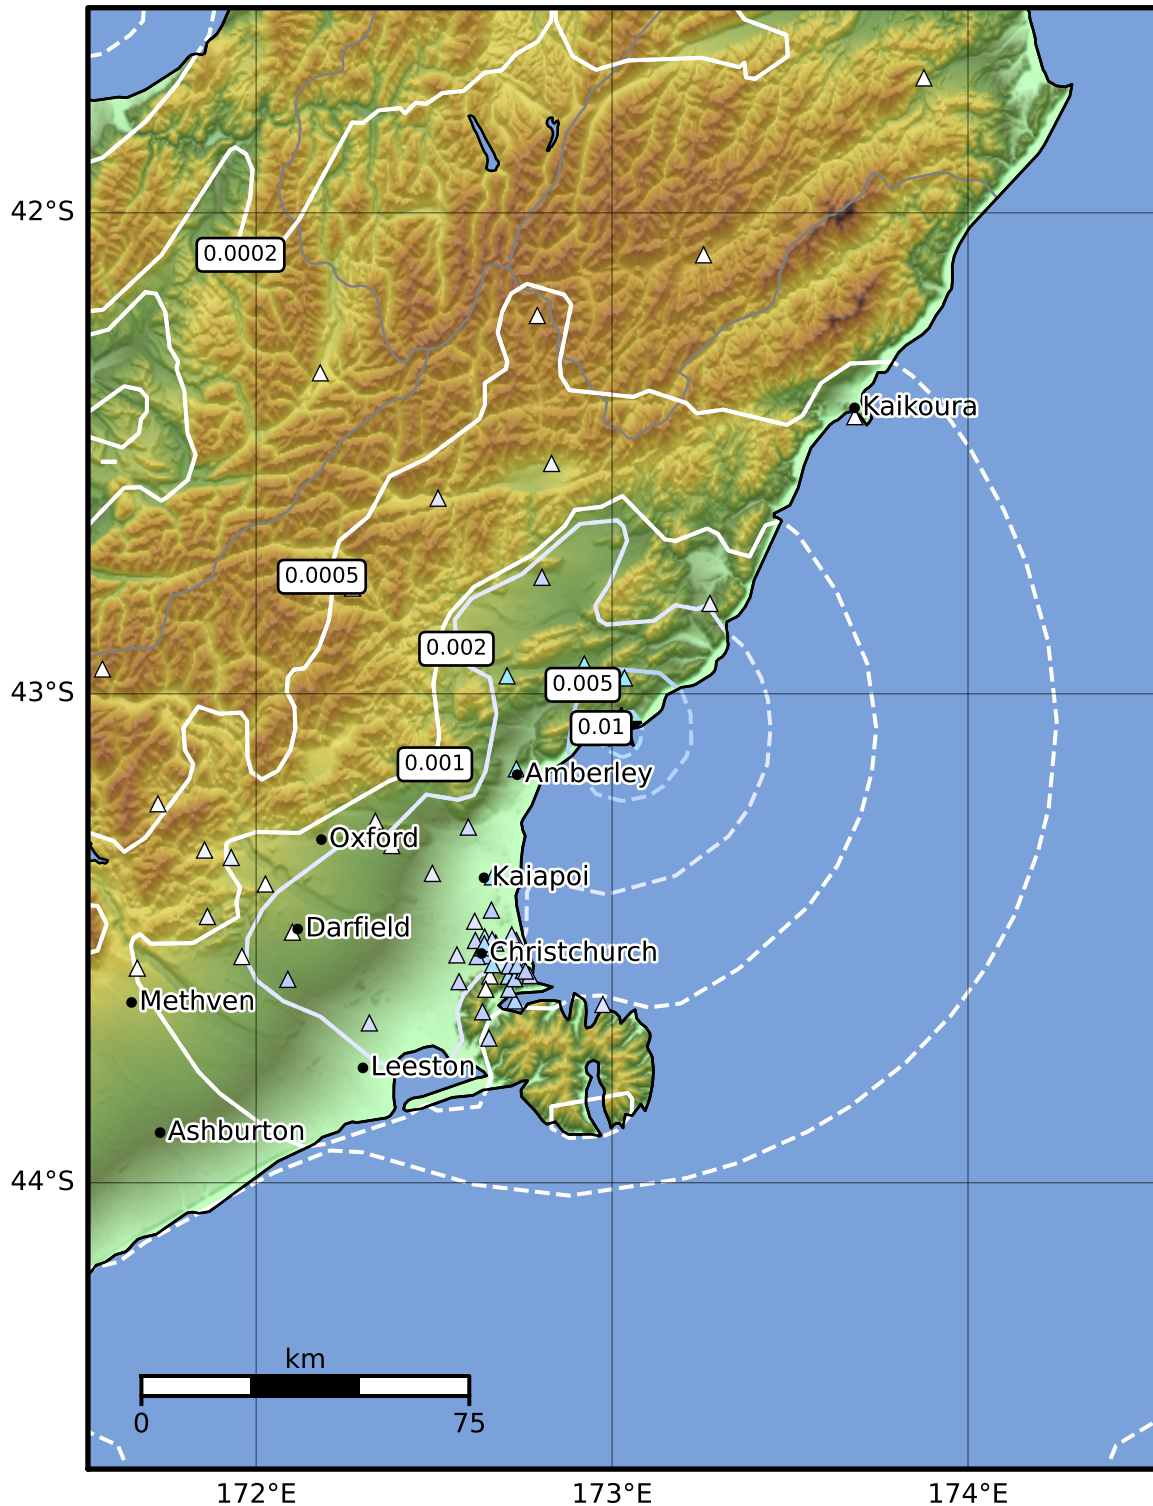 42°S
0.0002
Kaikoura
0.0005
0.002
0.005
43°S
0.01
0.001
Amberley
Oxford
Kaiapoi
Darfield
Christchurch
Methven
Leeston
Ashburton
44°S
km
0 75
172°E 173°E 174°E